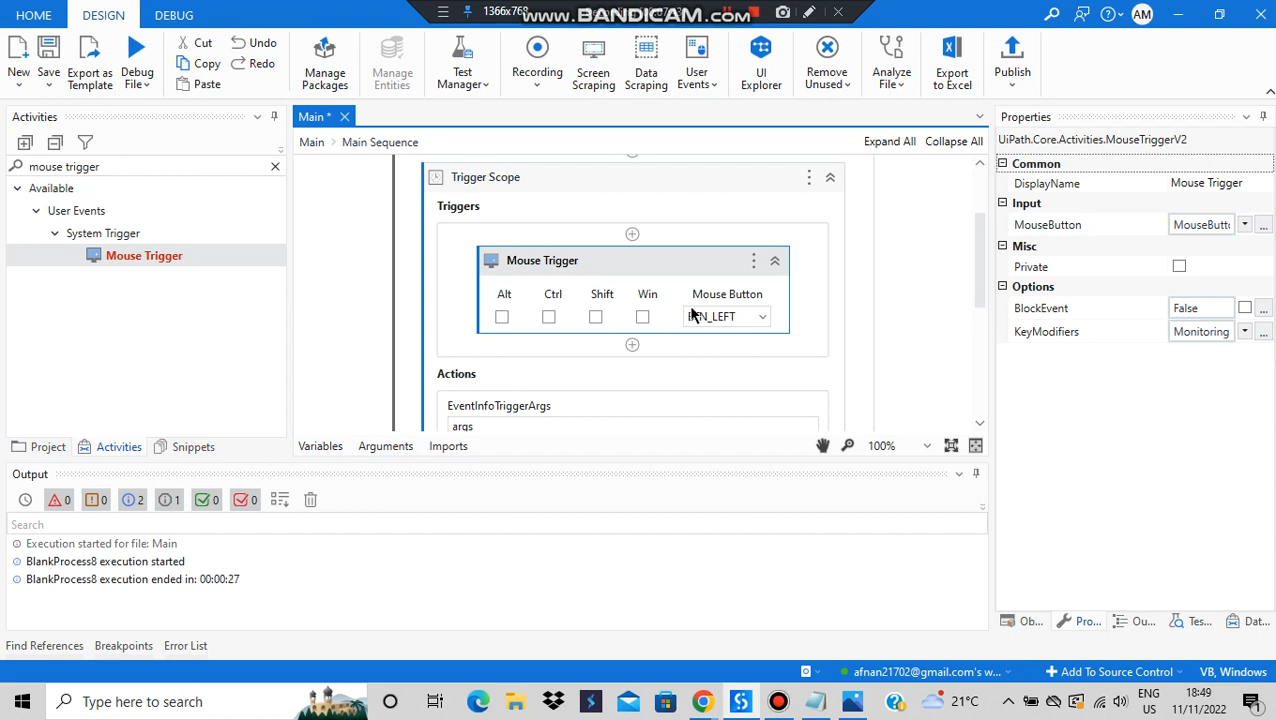 HOME DESIGN DEBUG 1366x768 www.BANDICAM.com AM
New Save Export as Template Debug File Cut Copy Paste Undo Redo Manage Packages Manage Entities Test Manager Recording Screen Scraping Data Scraping User Events UI Explorer Remove Unused Analyze File Export to Excel Publish
Activities
mouse trigger
Available
User Events
System Trigger
Mouse Trigger
Project Activities Snippets
Main *
Main Main Sequence Expand All Collapse All
Trigger Scope
Triggers
Mouse Trigger
Alt Ctrl Shift Win Mouse Button
BTN_LEFT
Actions
EventInfoTriggerArgs
args
Variables Arguments Imports 100%
Properties
UiPath.Core.Activities.MouseTriggerV2
Common
DisplayName Mouse Trigger
Input
MouseButton MouseButt ...
Misc
Private
Options
BlockEvent False ...
KeyModifiers Monitoring ...
Ob... Pro... Ou... Tes... Dat...
Output
0 0 2 1 0 0
Search
Execution started for file: Main
BlankProcess8 execution started
BlankProcess8 execution ended in: 00:00:27
Find References Breakpoints Error List
afnan21702@gmail.com's w... Add To Source Control VB, Windows
Type here to search 21°C ENG US 18:49 11/11/2022 1